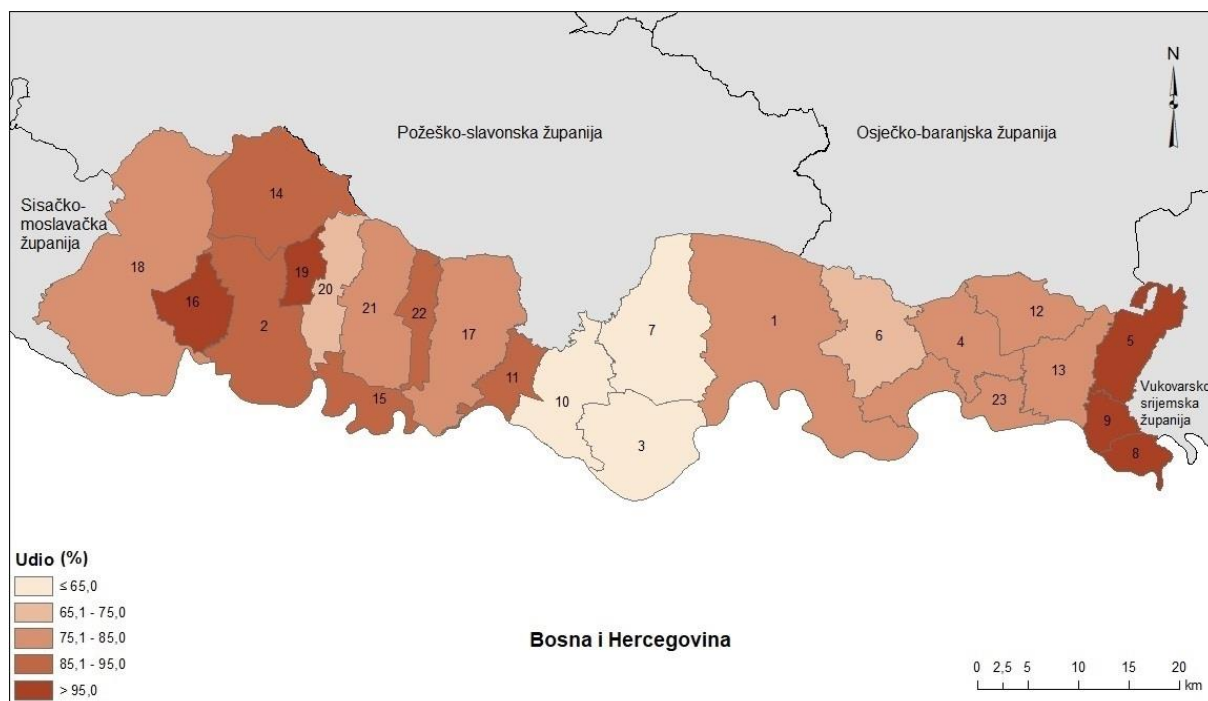 N
Požeško-slavonska županija
Osječko-baranjska županija
Sisačko-
moslavačka
županija
14
18
16
19
20
2
21
22
17
15
11
10
7
3
1
6
4
12
13
23
5
Vukovarsko
srijemska
županija
9
8
Udio (%)
≤ 65,0
65,1 - 75,0
75,1 - 85,0
85,1 - 95,0
> 95,0
Bosna i Hercegovina
0 2,5 5 10 15 20
km